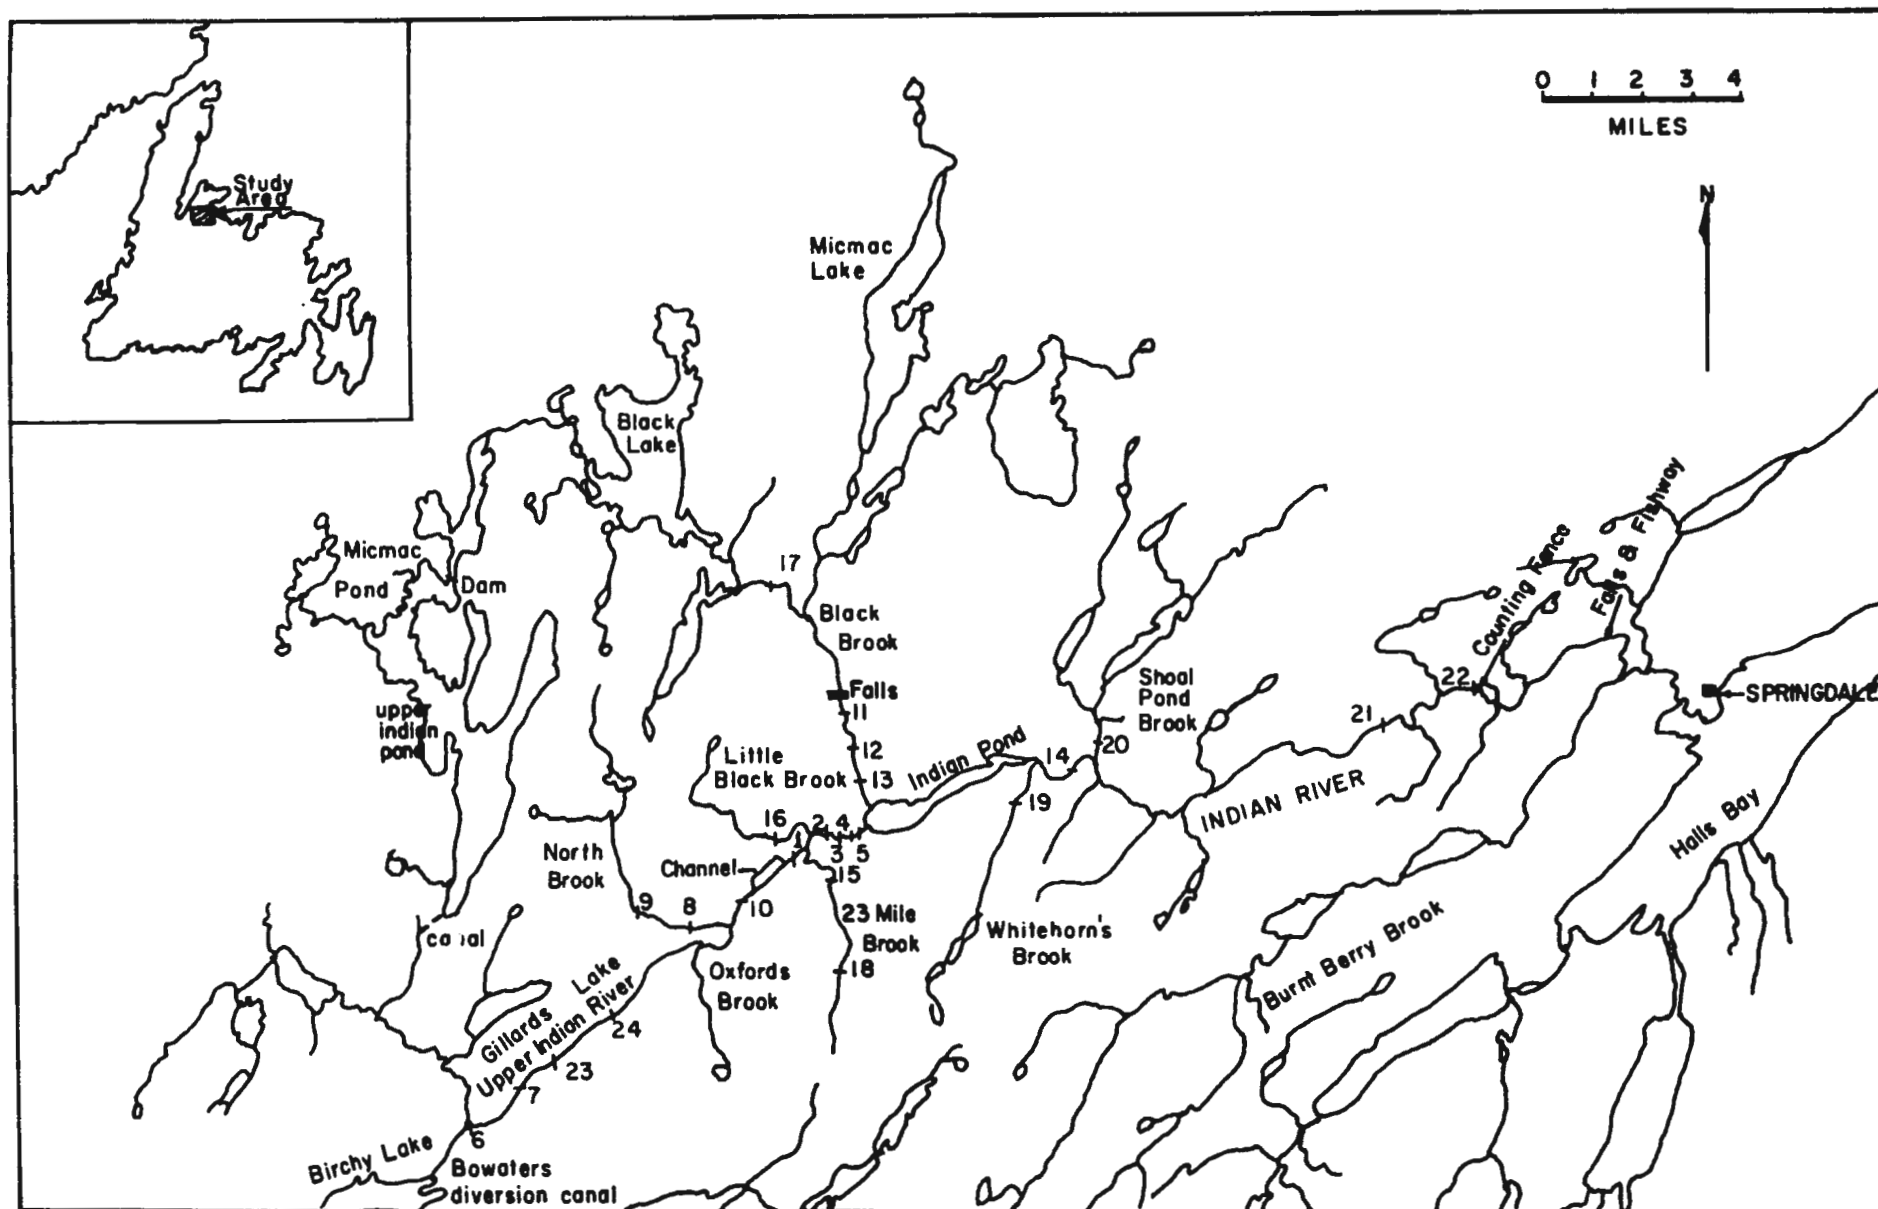 0 1 2 3 4
MILES
N
Study
Area
Micmac
Lake
Black
Lake
Micmac
Pond
Dam
17
Black
Brook
Falls
11
12
13
upper
indian
pond
Little
Black Brook
Indian Pond
14
20
Shoal
Pond
Brook
19
21
22
Counting Fence
Falls & Fishway
SPRINGDALE
INDIAN RIVER
Halls Bay
16
1
2
4
3
5
15
Channel
North
Brook
9
8
10
23 Mile
Brook
18
Whitehorn's
Brook
Burnt Berry Brook
canal
Oxfords
Brook
Gillards Lake
Upper Indian River
24
23
7
6
Birchy Lake
Bowaters
diversion canal